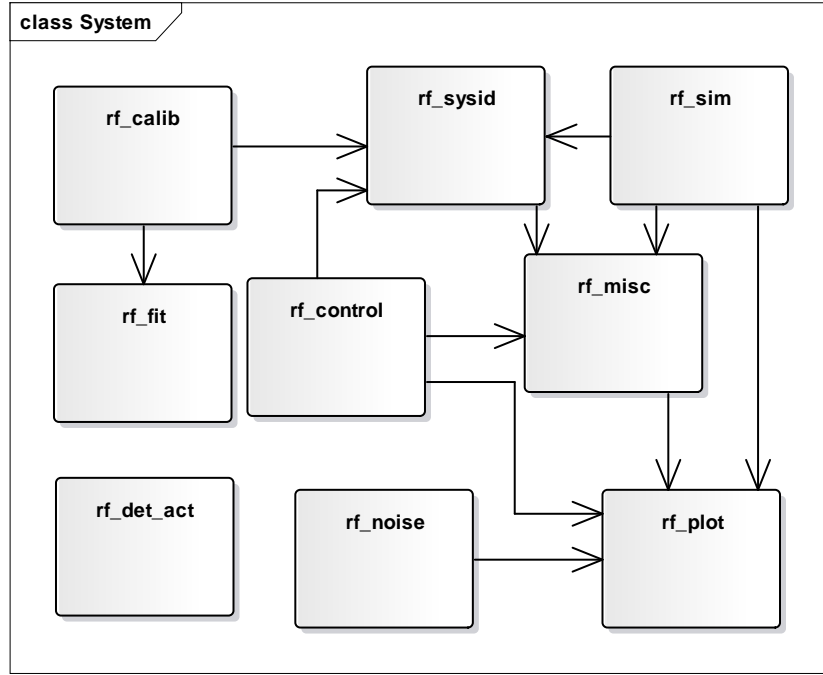 class System
rf_calib
rf_sysid
rf_sim
rf_fit
rf_control
rf_misc
rf_det_act
rf_noise
rf_plot